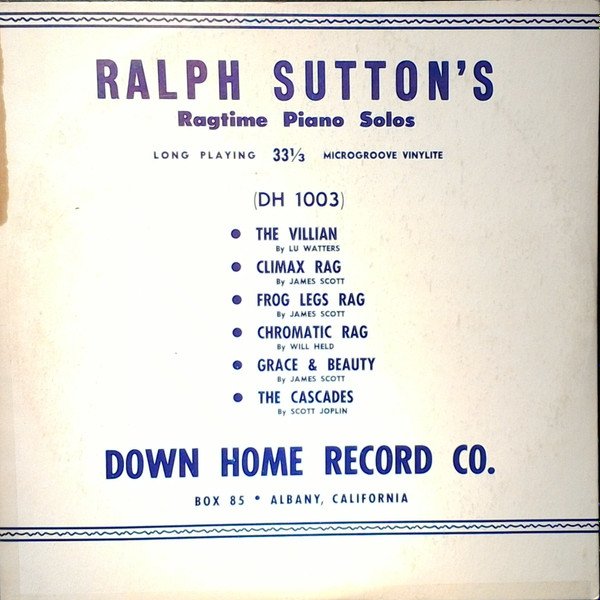 RALPH SUTTON'S
Ragtime Piano Solos
LONG PLAYING 33⅓ MICROGROOVE VINYLITE
(DH 1003)
• THE VILLIAN
By LU WATTERS
• CLIMAX RAG
By JAMES SCOTT
• FROG LEGS RAG
By JAMES SCOTT
• CHROMATIC RAG
By WILL HELD
• GRACE & BEAUTY
By JAMES SCOTT
• THE CASCADES
By SCOTT JOPLIN
DOWN HOME RECORD CO.
BOX 85 • ALBANY, CALIFORNIA